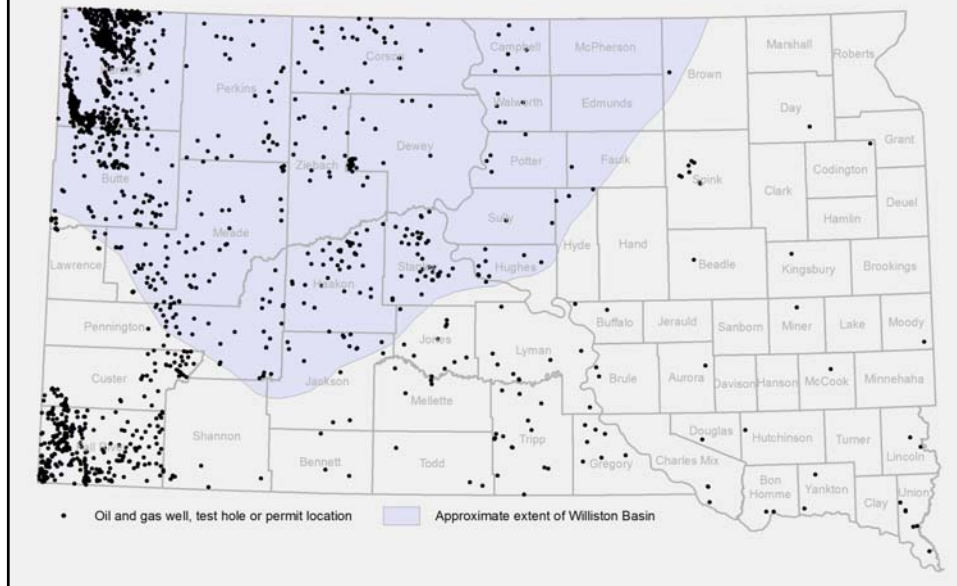 Campbell
McPherson
Marshall
Roberts
Corson
Brown
Perkins
Walworth
Edmunds
Day
Dewey
Grant
Ziebach
Potter
Faulk
Spink
Codington
Butte
Clark
Deuel
Hamlin
Meade
Sully
Hyde
Hand
Lawrence
Stanley
Hughes
Beadle
Kingsbury
Brookings
Haakon
Pennington
Jones
Lyman
Buffalo
Jerauld
Sanborn
Miner
Lake
Moody
Custer
Jackson
Brule
Aurora
Davison
Hanson
McCook
Minnehaha
Mellette
Shannon
Bennett
Todd
Tripp
Gregory
Douglas
Charles Mix
Hutchinson
Turner
Lincoln
Bon
Homme
Yankton
Clay
Union
Oil and gas well, test hole or permit location
Approximate extent of Williston Basin